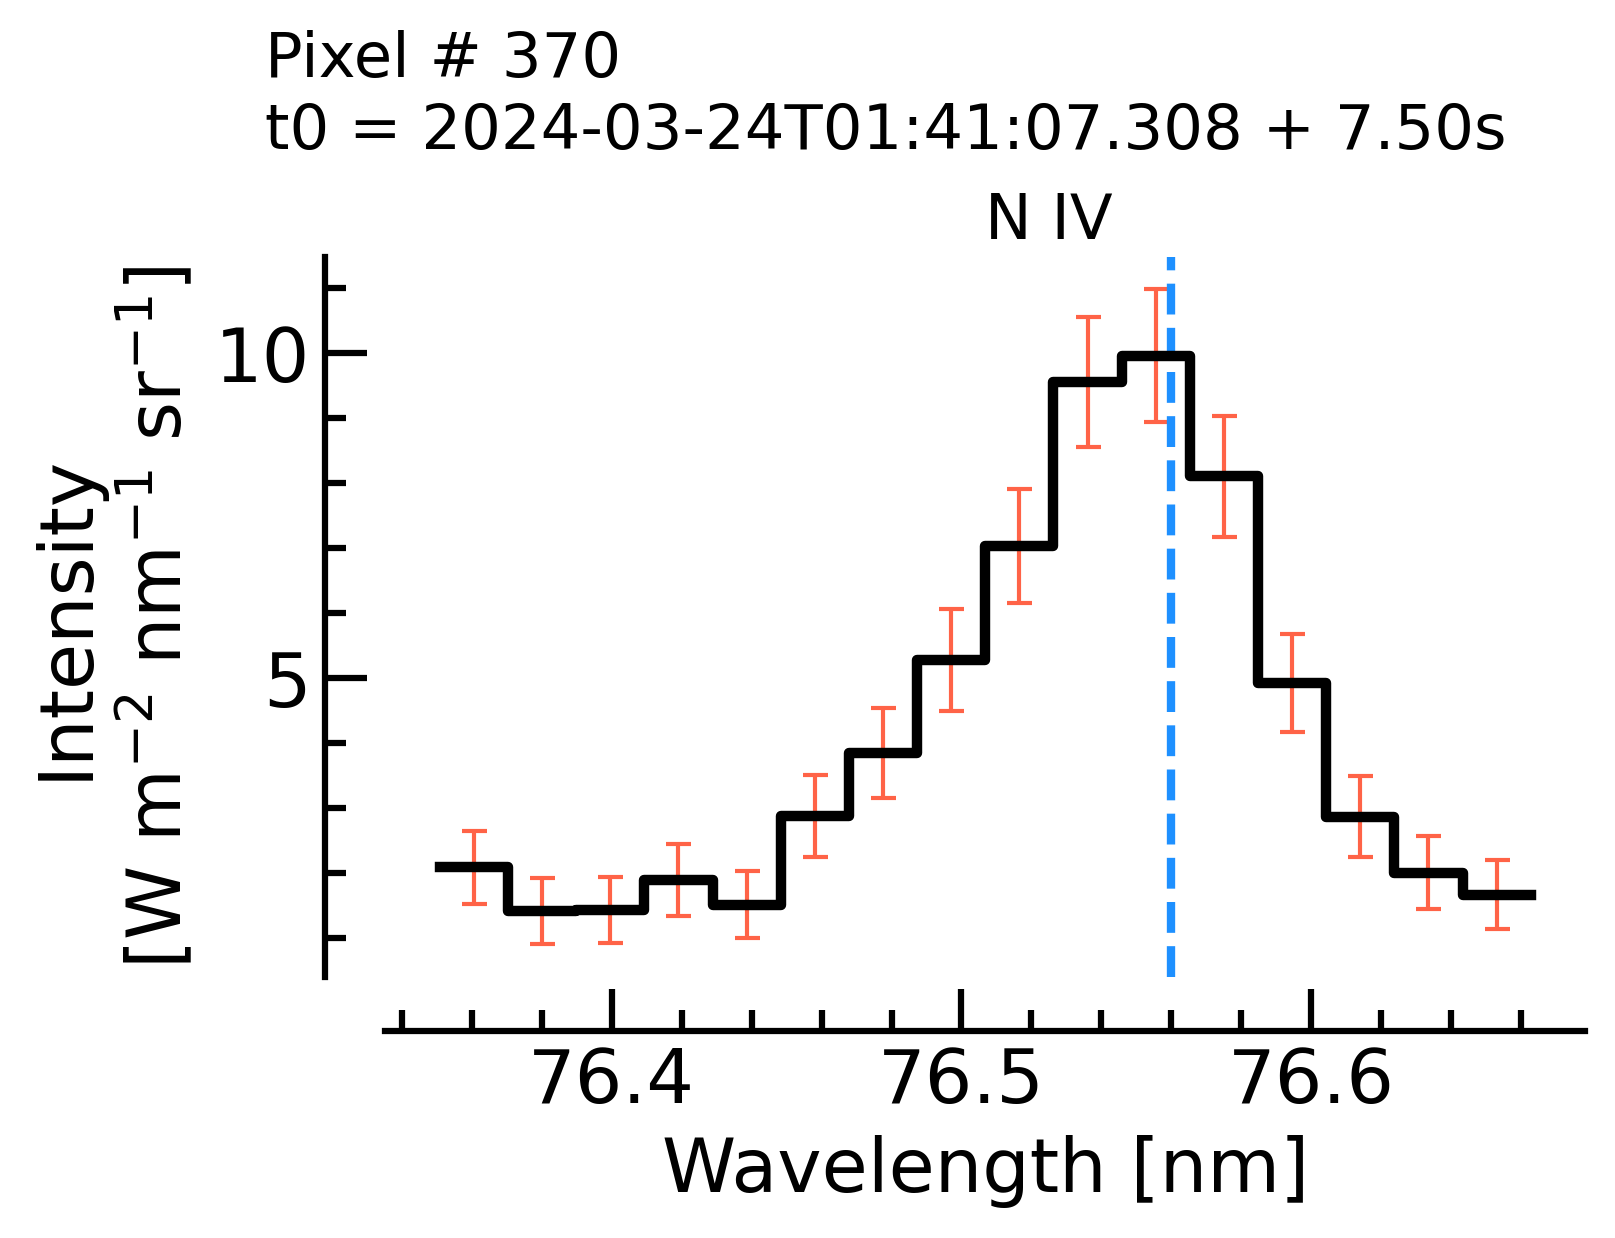 Pixel # 370
t0 = 2024-03-24T01:41:07.308 + 7.50s
N IV
Intensity
[W m⁻² nm⁻¹ sr⁻¹]
10
5
76.4 76.5 76.6
Wavelength [nm]